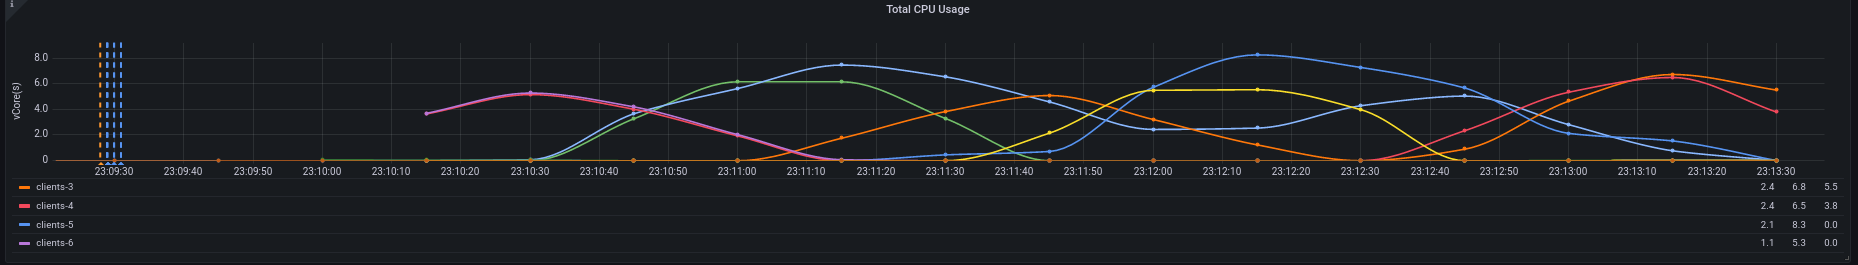 i
Total CPU Usage
vCore(s)
8.0
6.0
4.0
2.0
0
23:09:30 23:09:40 23:09:50 23:10:00 23:10:10 23:10:20 23:10:30 23:10:40 23:10:50 23:11:00 23:11:10 23:11:20 23:11:30 23:11:40 23:11:50 23:12:00 23:12:10 23:12:20 23:12:30 23:12:40 23:12:50 23:13:00 23:13:10 23:13:20 23:13:30
clients-3 2.4 6.8 5.5
clients-4 2.4 6.5 3.8
clients-5 2.1 8.3 0.0
clients-6 1.1 5.3 0.0